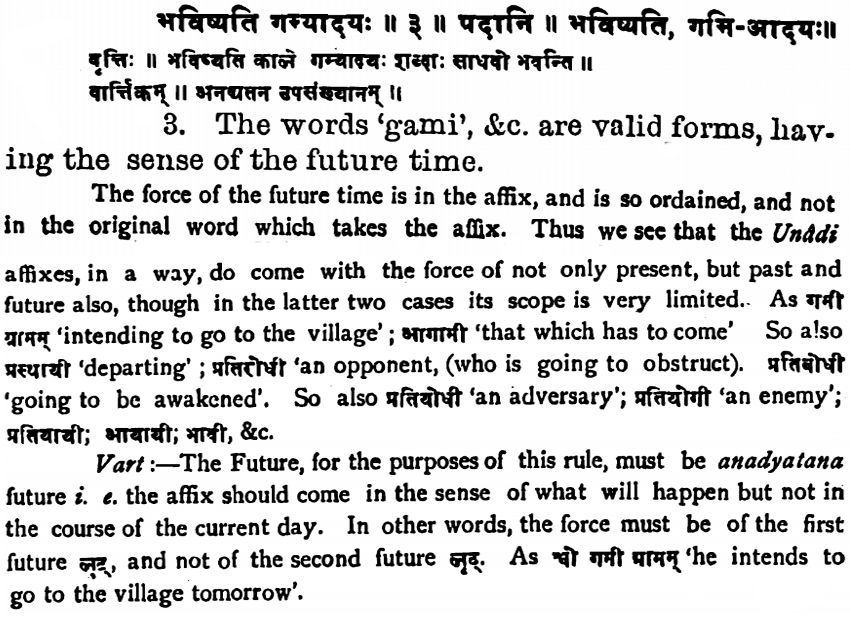 भविष्यति गम्यादयः ॥ ३ ॥ पदानि ॥ भविष्यति, गमि-आदयः॥
वृत्तिः ॥ भविष्यति काले गम्यादयः शब्दाः साधवो भवन्ति ॥
वार्त्तिकम् ॥ अनद्यतन उपसंख्यानम् ॥
3. The words 'gami', &c. are valid forms, hav-
ing the sense of the future time.
The force of the future time is in the affix, and is so ordained, and not
in the original word which takes the affix. Thus we see that the Unâdi
affixes, in a way, do come with the force of not only present, but past and
future also, though in the latter two cases its scope is very limited. As गमी
ग्रामम् 'intending to go to the village'; आगामी 'that which has to come' So also
प्रस्थायी 'departing'; प्रतिरोधी 'an opponent, (who is going to obstruct). प्रतिबोधी
'going to be awakened'. So also प्रतियोधी 'an adversary'; प्रतियोगी 'an enemy';
प्रतियायी; आयायी; भावी, &c.
Vart:—The Future, for the purposes of this rule, must be anadyatana
future i. e. the affix should come in the sense of what will happen but not in
the course of the current day. In other words, the force must be of the first
future लुट्, and not of the second future लृट्. As श्वो गमी ग्रामम् 'he intends to
go to the village tomorrow'.